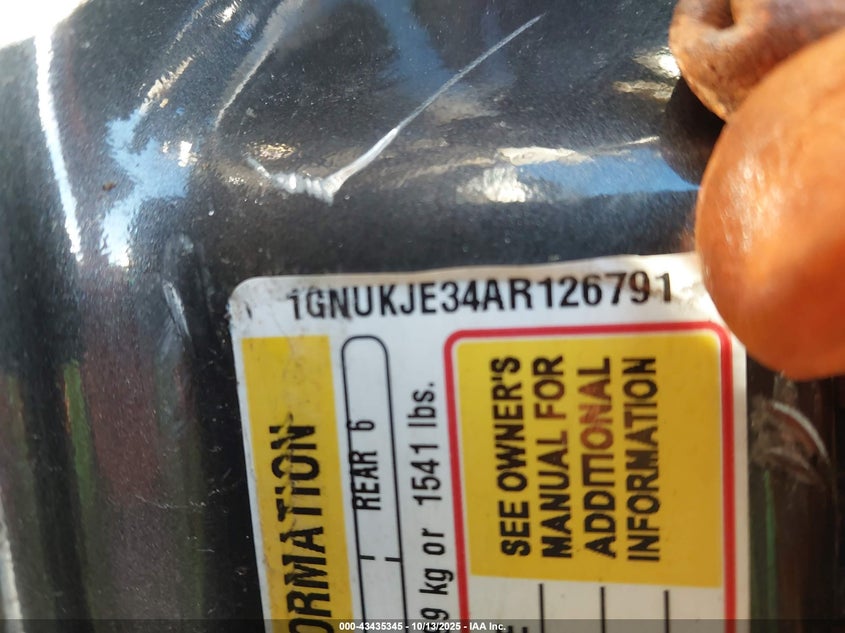 1GNUKJE34AR126791
ORMATION
REAR 6
9 kg or 1541 lbs.
SEE OWNER'S
MANUAL FOR
ADDITIONAL
INFORMATION
000-43435345 - 10/13/2025 - IAA Inc.